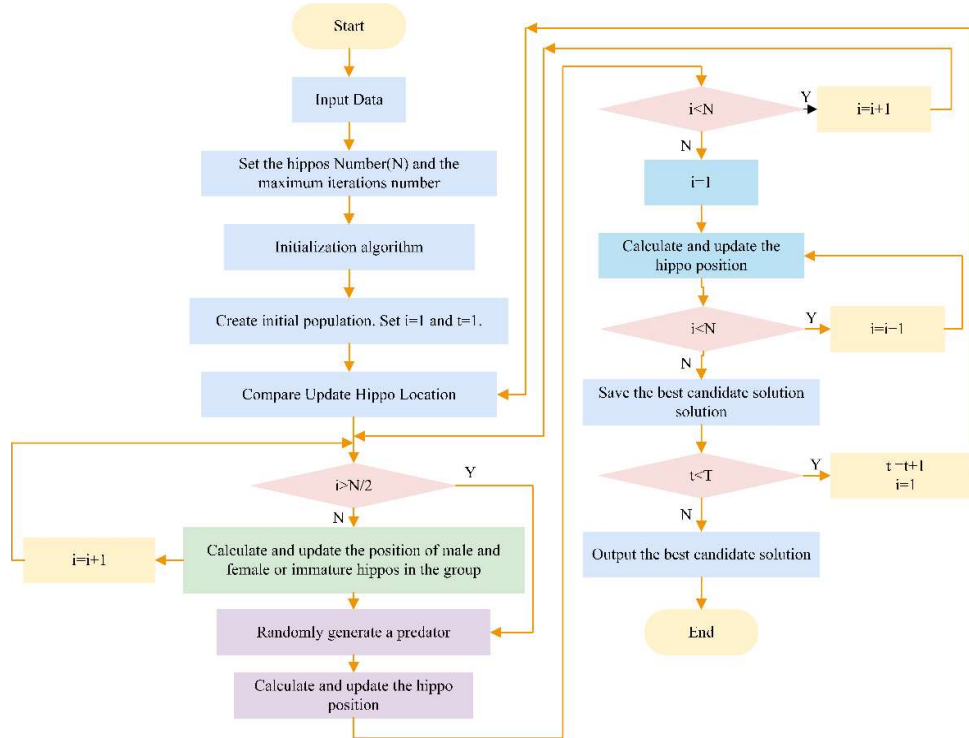 Start
Input Data
Set the hippos Number(N) and the
maximum iterations number
Initialization algorithm
Create initial population. Set i=1 and t=1.
Compare Update Hippo Location
i>N/2
Y
N
Calculate and update the position of male and
female or immature hippos in the group
i=i+1
Randomly generate a predator
Calculate and update the hippo
position
i<N
Y
i=i+1
N
i=1
Calculate and update the
hippo position
i<N
Y
i=i−1
N
Save the best candidate solution
solution
t<T
Y
t =t+1
i=1
N
Output the best candidate solution
End